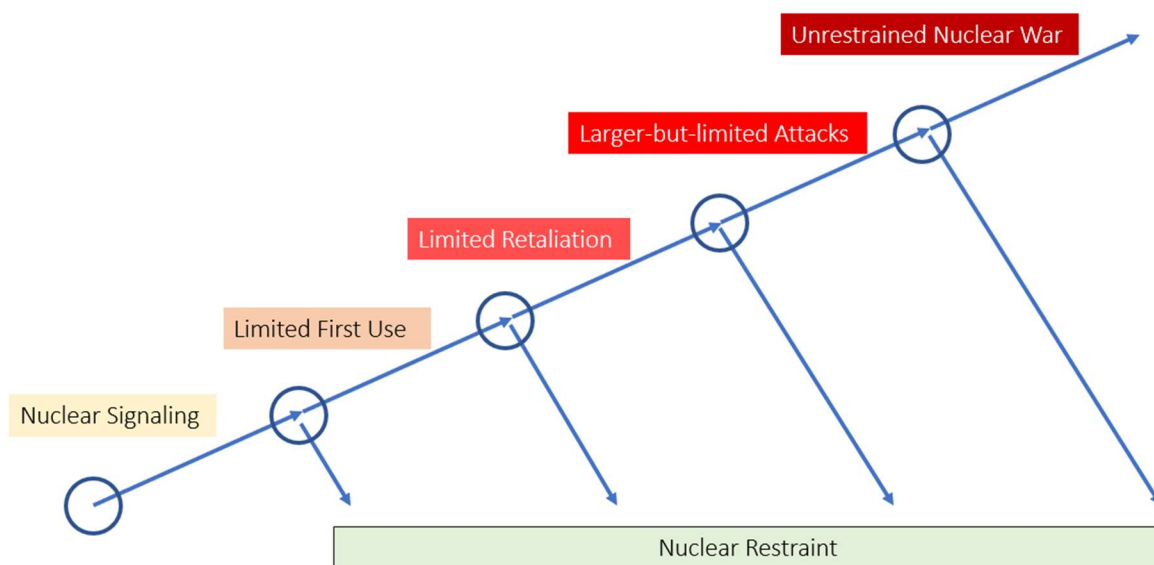 Unrestrained Nuclear War
Larger-but-limited Attacks
Limited Retaliation
Limited First Use
Nuclear Signaling
Nuclear Restraint